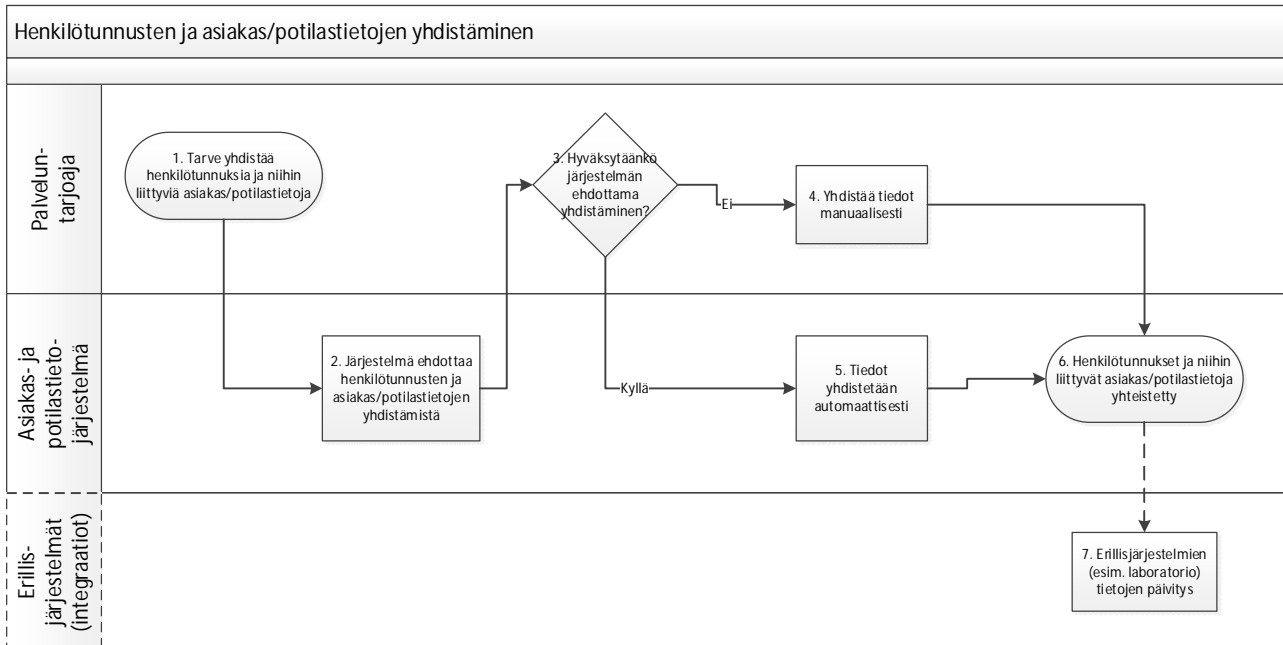 Henkilötunnusten ja asiakas/potilastietojen yhdistäminen
Palvelun-
tarjoaja
1. Tarve yhdistää
henkilötunnuksia ja niihin
liittyviä asiakas/potilastietoja
3. Hyväksytäänkö
järjestelmän
ehdottama
yhdistäminen?
Ei
4. Yhdistää tiedot
manuaalisesti
Asiakas- ja
potilastieto-
järjestelmä
2. Järjestelmä ehdottaa
henkilötunnusten ja
asiakas/potilastietojen
yhdistämistä
Kyllä
5. Tiedot
yhdistetään
automaattisesti
6. Henkilötunnukset ja niihin
liittyvät asiakas/potilastietoja
yhteistetty
Erillis-
järjestelmät
(integraatiot)
7. Erillisjärjestelmien
(esim. laboratorio)
tietojen päivitys